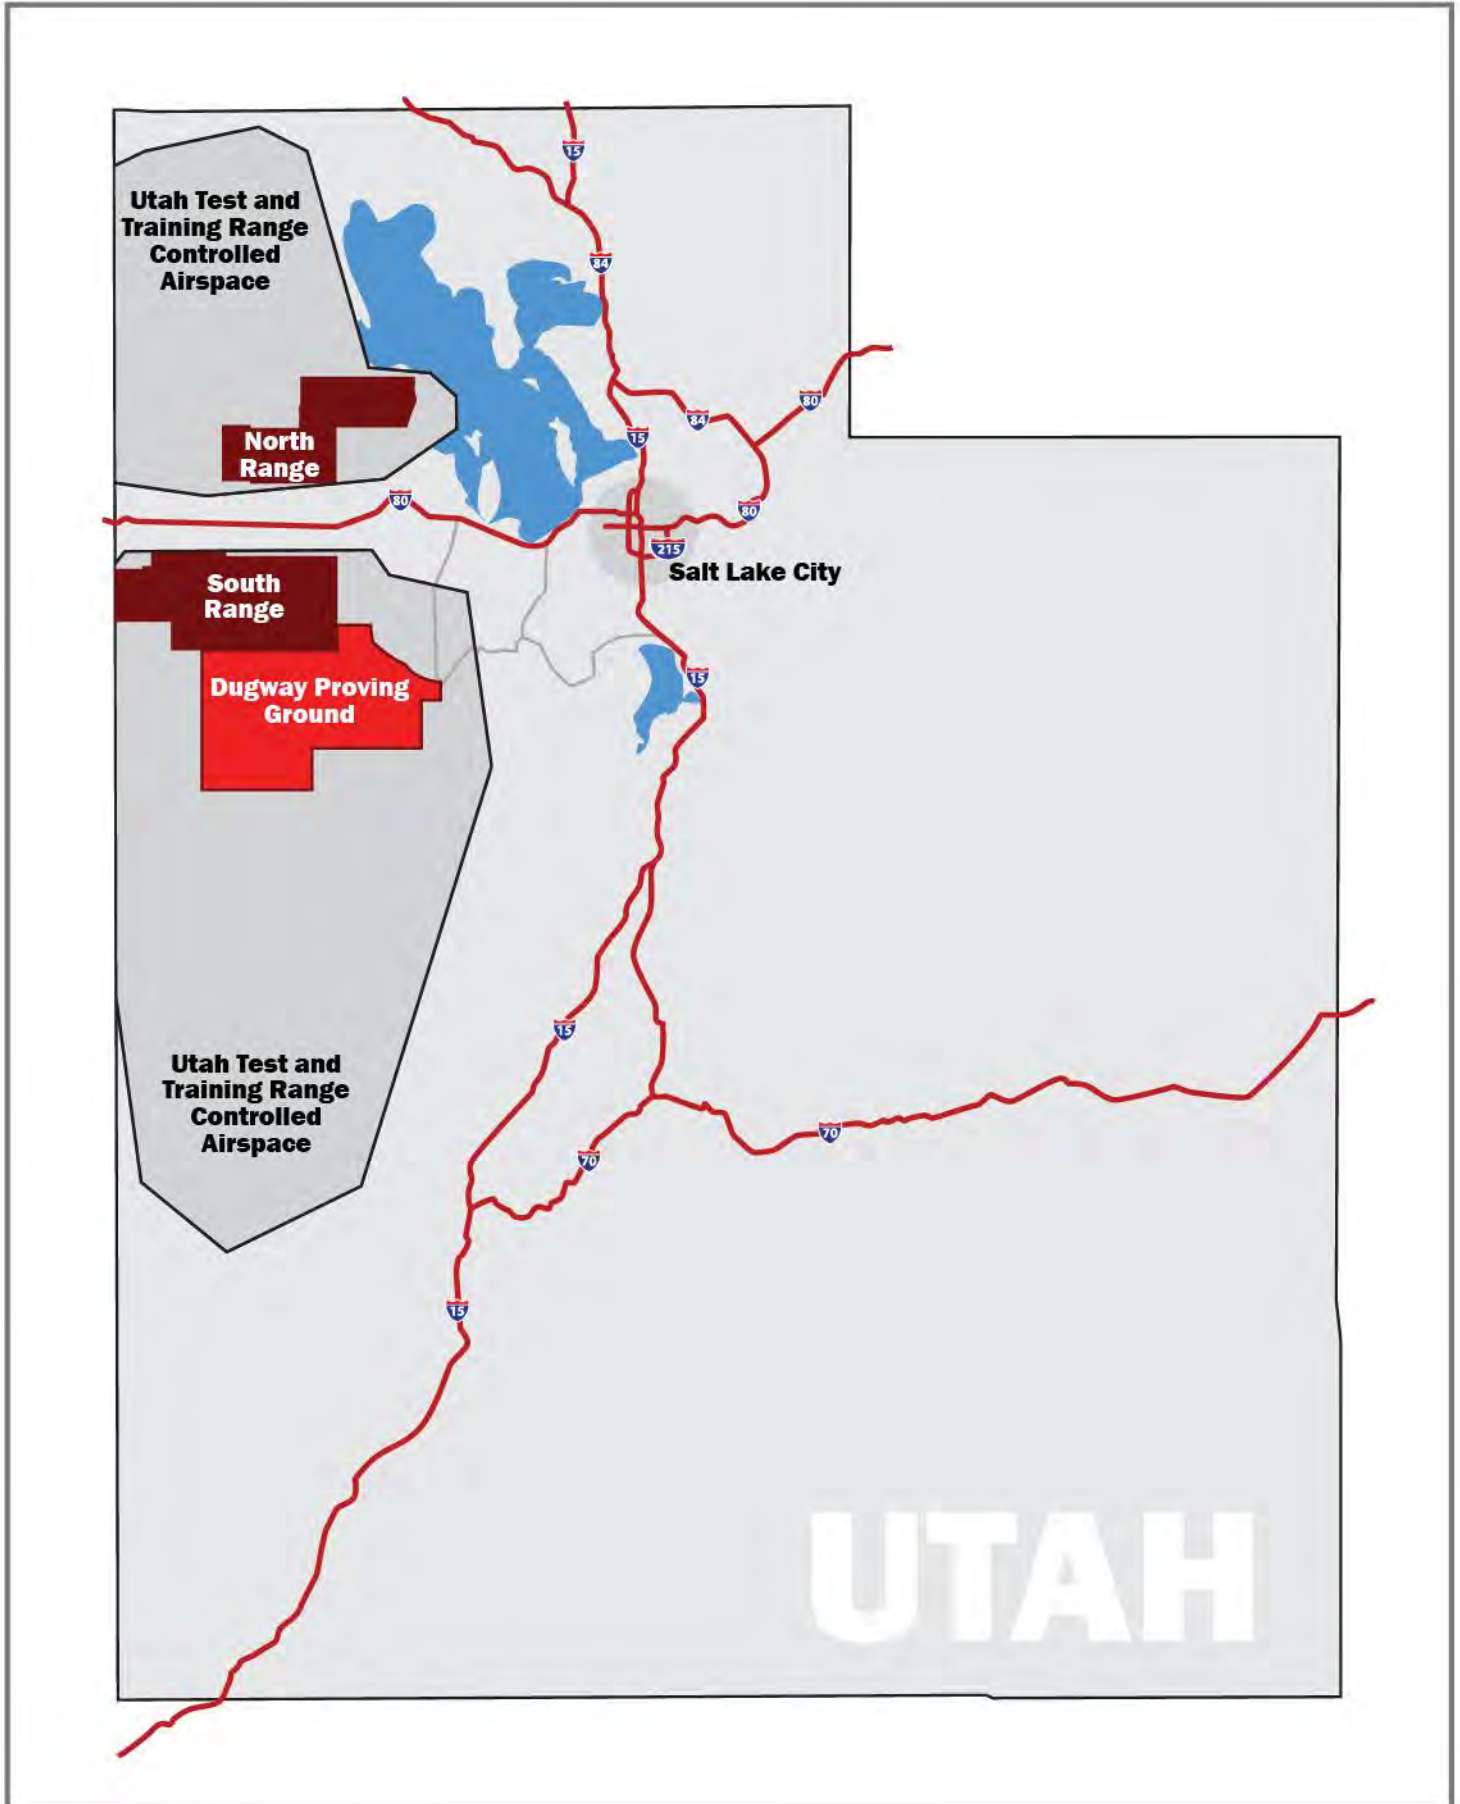 15
Utah Test and
Training Range
Controlled
Airspace
84
80
84
North
Range
15
80
80
215
Salt Lake City
South
Range
15
Dugway Proving
Ground
15
Utah Test and
Training Range
Controlled
Airspace
70
70
15
UTAH